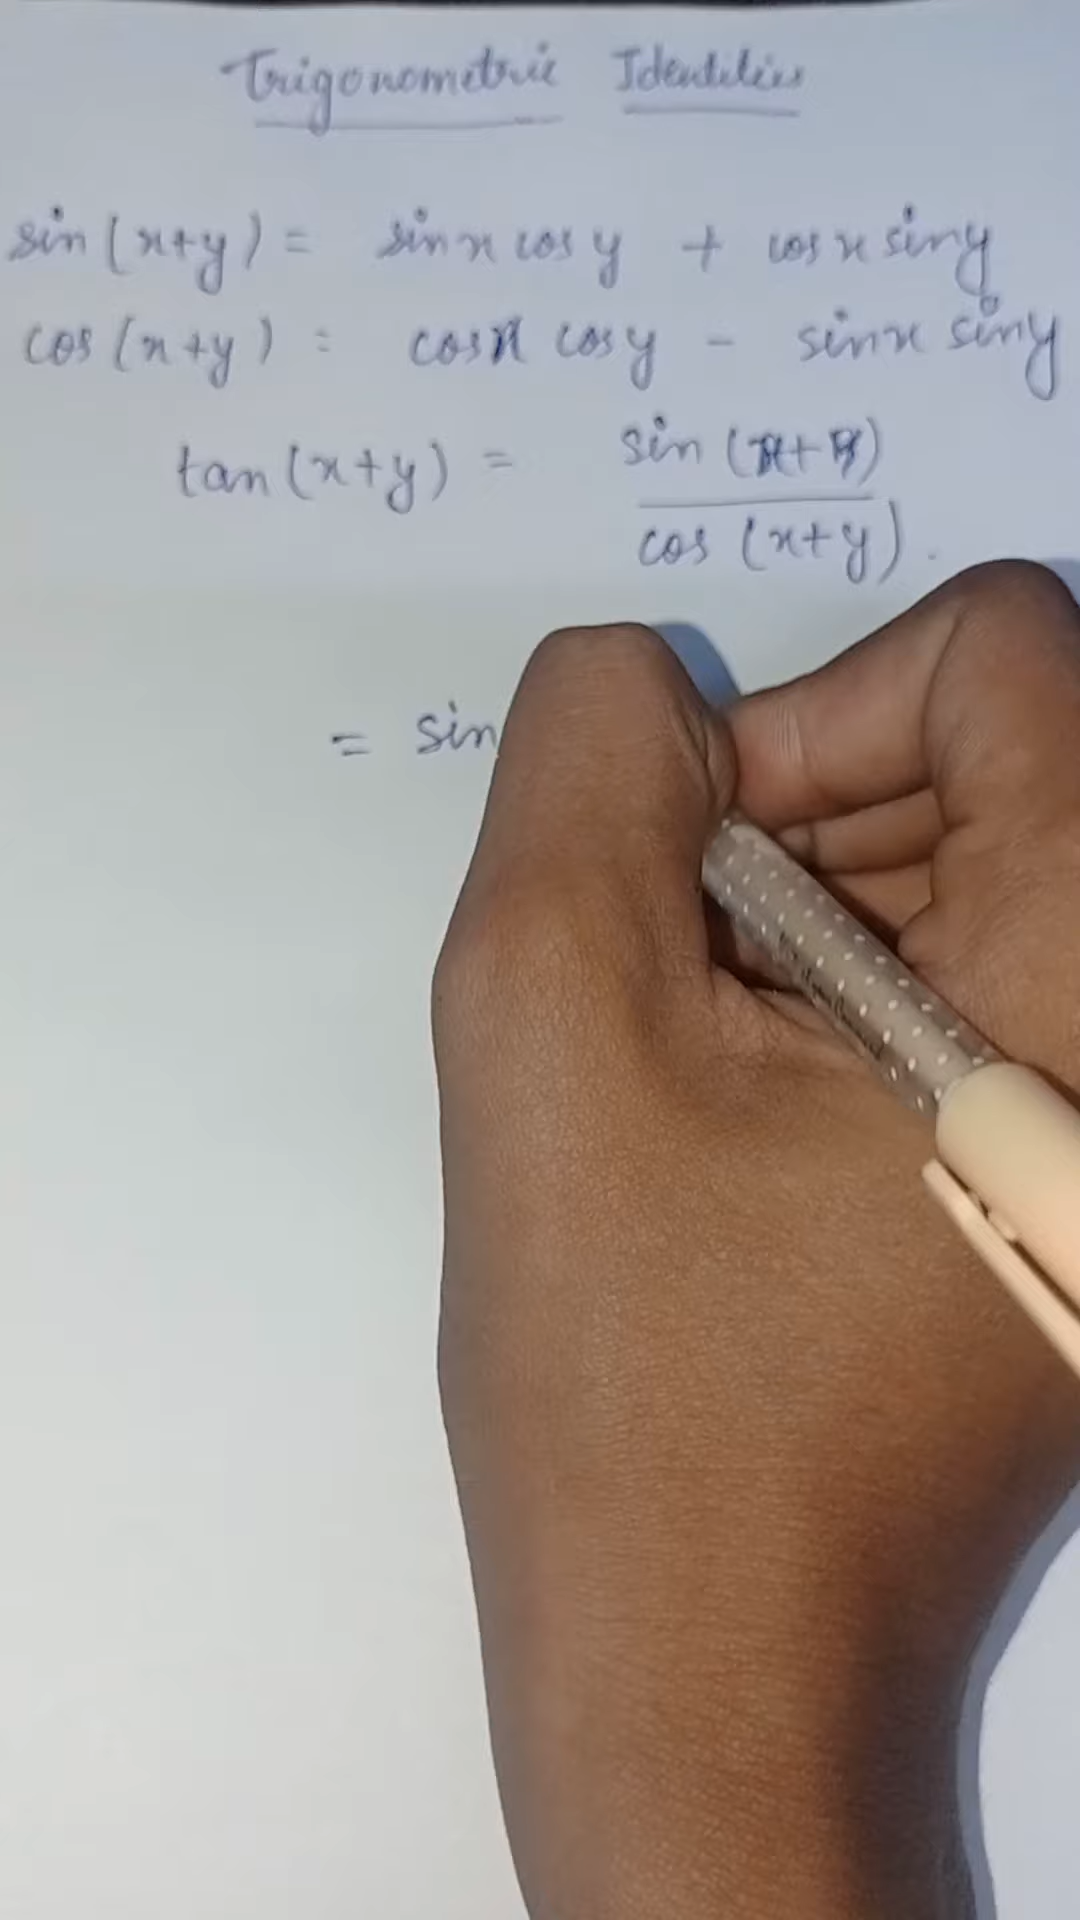 Trigonometric Identities
sin(x+y) = sinx cosy + cosx siny
cos(x+y) = cosx cosy - sinx siny
tan(x+y) = sin(x+y)
cos(x+y)
= sin